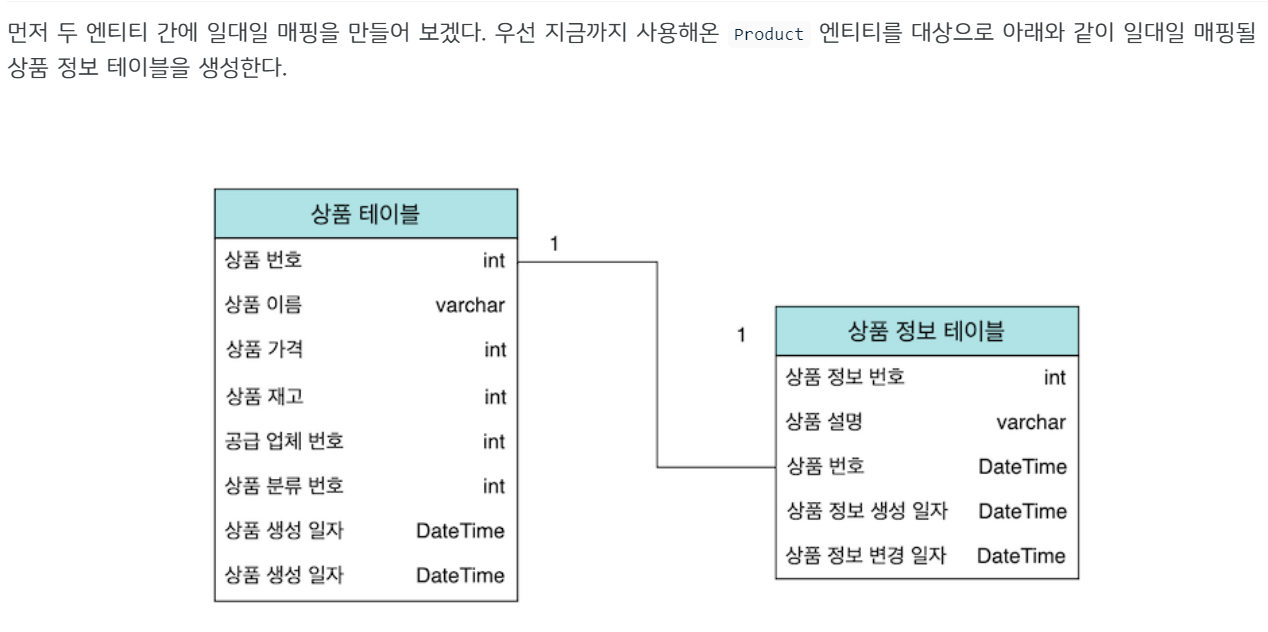 먼저 두 엔티티 간에 일대일 매핑을 만들어 보겠다. 우선 지금까지 사용해온 Product 엔티티를 대상으로 아래와 같이 일대일 매핑될
상품 정보 테이블을 생성한다.
상품 테이블
1
상품 번호 int
상품 이름 varchar
상품 가격 int
상품 재고 int
공급 업체 번호 int
상품 분류 번호 int
상품 생성 일자 DateTime
상품 생성 일자 DateTime
1
상품 정보 테이블
상품 정보 번호 int
상품 설명 varchar
상품 번호 DateTime
상품 정보 생성 일자 DateTime
상품 정보 변경 일자 DateTime